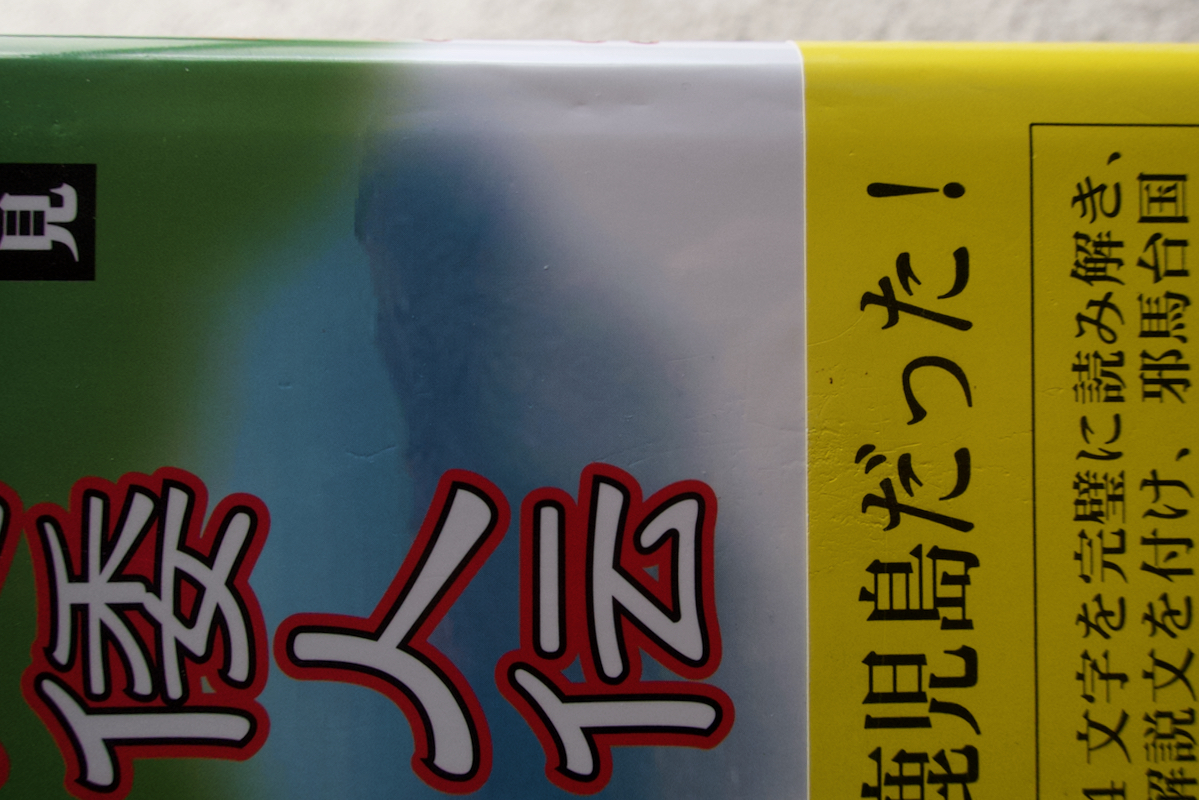 倭人伝
鹿児島だった！
文字を完璧に読み解き、
解説文を付け、邪馬台国